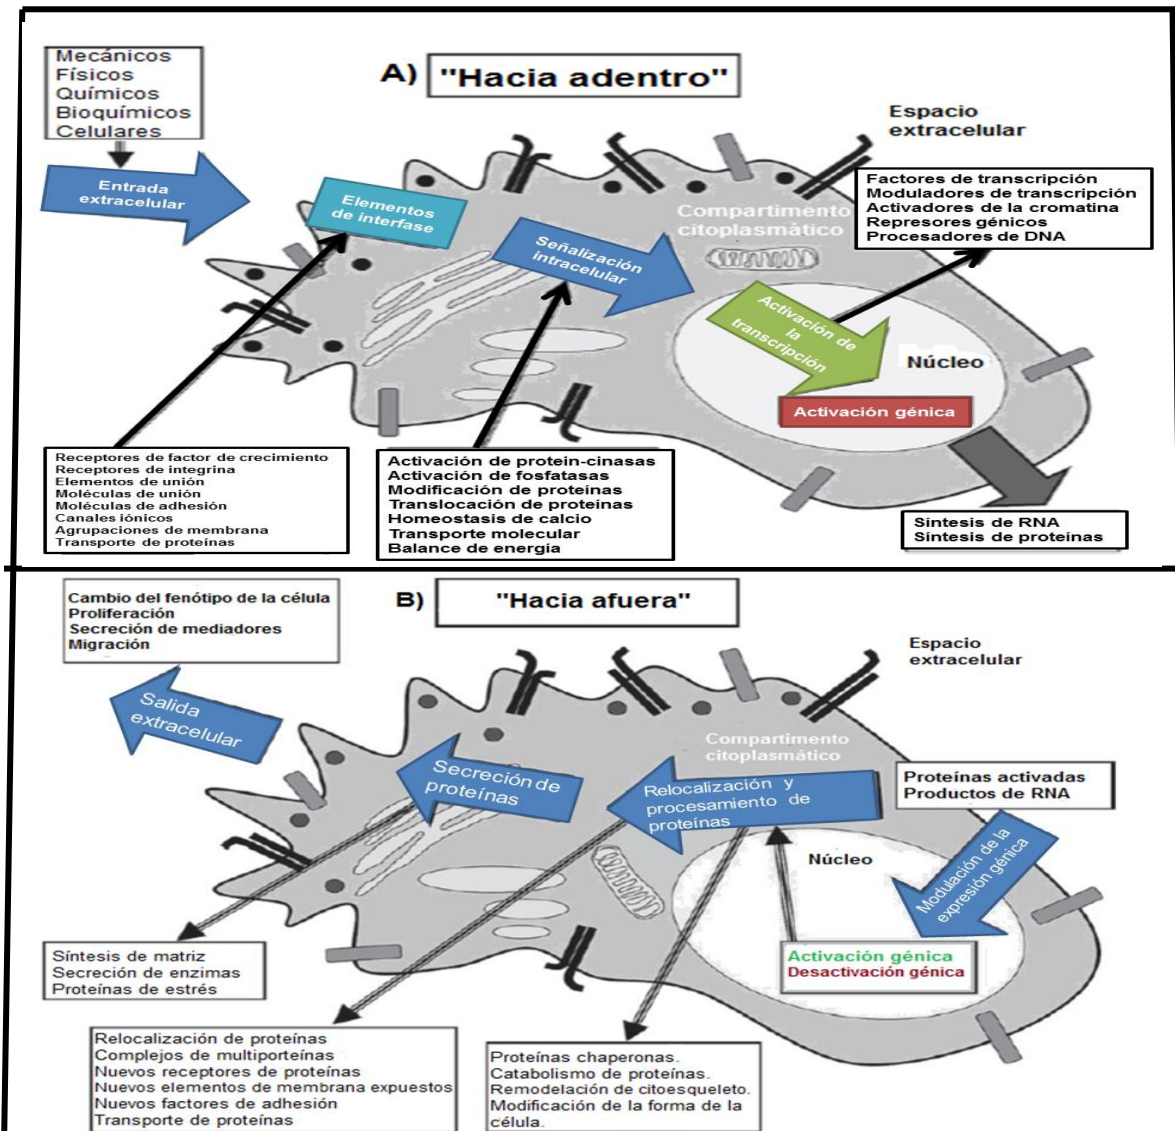 Mecánicos
Físicos
Químicos
Bioquímicos
Celulares
A) "Hacia adentro"
Espacio
extracelular
Entrada
extracelular
Elementos
de interfase
Señalización
intracelular
Compartimento
citoplasmático
Factores de transcripción
Moduladores de transcripción
Activadores de la cromatina
Represores génicos
Procesadores de DNA
Activación de
la
transcripción
Núcleo
Activación génica
Receptores de factor de crecimiento
Receptores de integrina
Elementos de unión
Moléculas de unión
Moléculas de adhesión
Canales iónicos
Agrupaciones de membrana
Transporte de proteínas
Activación de protein-cinasas
Activación de fosfatasas
Modificación de proteínas
Translocación de proteínas
Homeostasis de calcio
Transporte molecular
Balance de energía
Síntesis de RNA
Síntesis de proteínas
B) "Hacia afuera"
Cambio del fenótipo de la célula
Proliferación
Secreción de mediadores
Migración
Espacio
extracelular
Salida
extracelular
Secreción de
proteínas
Compartimento
citoplasmático
Relocalización y
procesamiento de
proteínas
Proteínas activadas
Productos de RNA
Modulación de la
expresión génica
Núcleo
Activación génica
Desactivación génica
Síntesis de matriz
Secreción de enzimas
Proteínas de estrés
Relocalización de proteínas
Complejos de multiporteínas
Nuevos receptores de proteínas
Nuevos elementos de membrana expuestos
Nuevos factores de adhesión
Transporte de proteínas
Proteínas chaperonas.
Catabolismo de proteínas.
Remodelación de citoesqueleto.
Modificación de la forma de la
célula.